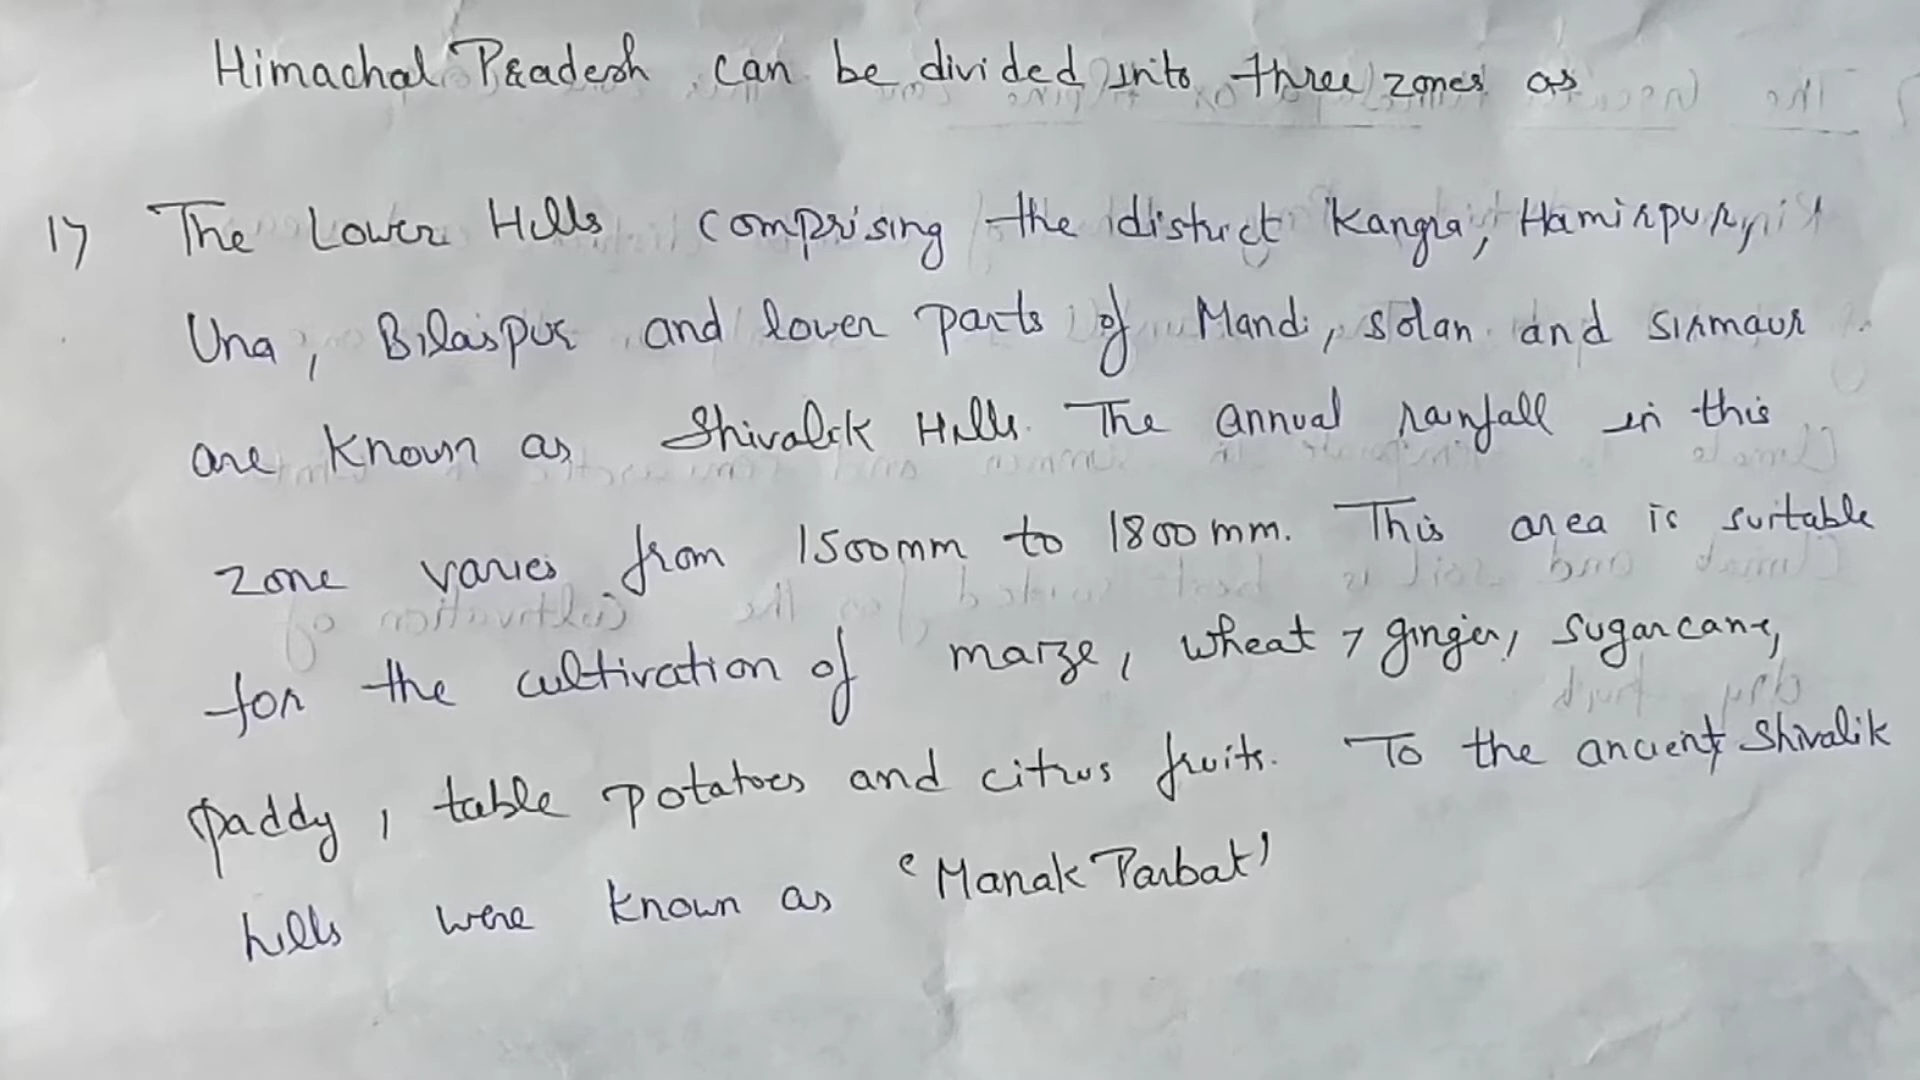 Himachal Pradesh can be divided into three zones as
1) The Lower Hills comprising the district Kangra, Hamirpur,
Una, Bilaspur and lower parts of Mandi, Solan and Sirmaur
are known as Shivalik Hills. The annual rainfall in this
zone varies from 1500mm to 1800mm. This area is suitable
for the cultivation of maize, wheat, ginger, sugarcane,
paddy, table potatoes and citrus fruits. To the ancient, Shivalik
hills were known as 'Manak Parbat'